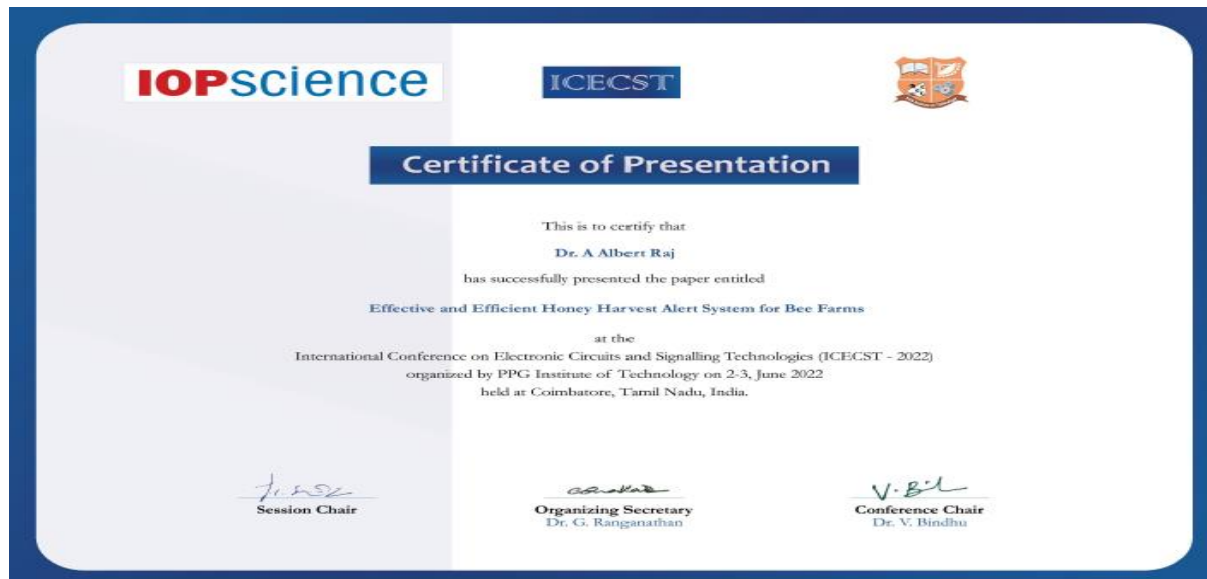 IOPscience
ICECST
Certificate of Presentation
This is to certify that
Dr. A Albert Raj
has successfully presented the paper entitled
Effective and Efficient Honey Harvest Alert System for Bee Farms
at the
International Conference on Electronic Circuits and Signalling Technologies (ICECST - 2022)
organized by PPG Institute of Technology on 2-3, June 2022
held at Coimbatore, Tamil Nadu, India.
V. Bil
Session Chair
Organizing Secretary
Conference Chair
Dr. G. Ranganathan
Dr. V. Bindhu